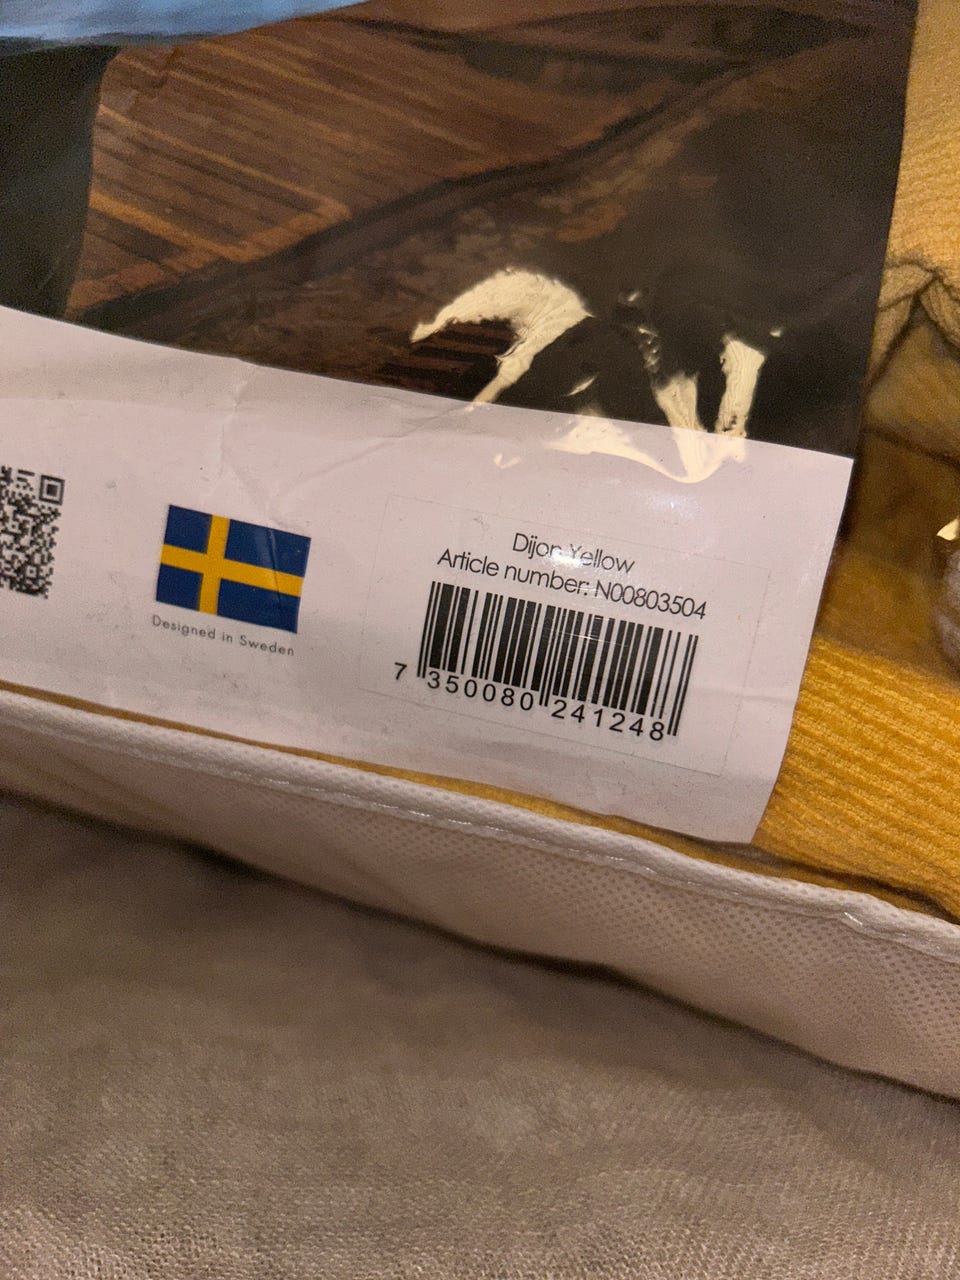 Designed in Sweden
Dijon Yellow
Article number: N00803504
7 350080 241248